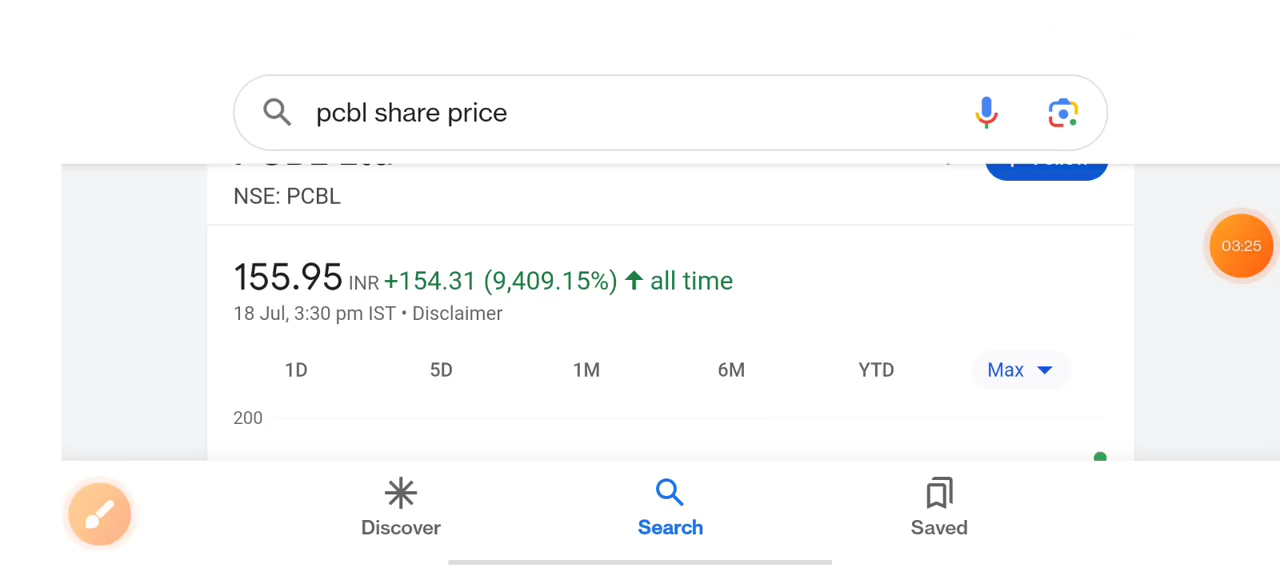 pcbl share price
NSE: PCBL
155.95 INR +154.31 (9,409.15%) ↑ all time
18 Jul, 3:30 pm IST • Disclaimer
1D 5D 1M 6M YTD Max
200
03:25
Discover Search Saved